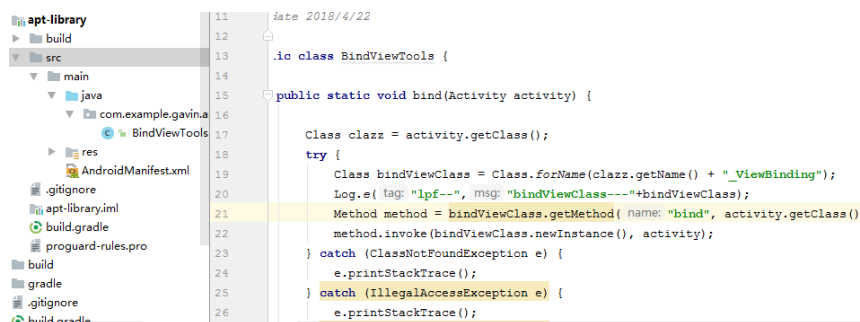 apt-library
build
src
main
java
com.example.gavin.a
BindViewTools
res
AndroidManifest.xml
.gitignore
apt-library.iml
build.gradle
proguard-rules.pro
build
gradle
.gitignore
build.gradle
11 date 2018/4/22
12
13 ic class BindViewTools {
14
15 public static void bind(Activity activity) {
16
17 Class clazz = activity.getClass();
18 try {
19 Class bindViewClass = Class.forName(clazz.getName() + "_ViewBinding");
20 Log.e( tag: "lpf--", msg: "bindViewClass---"+bindViewClass);
21 Method method = bindViewClass.getMethod( name: "bind", activity.getClass()
22 method.invoke(bindViewClass.newInstance(), activity);
23 } catch (ClassNotFoundException e) {
24 e.printStackTrace();
25 } catch (IllegalAccessException e) {
26 e.printStackTrace();